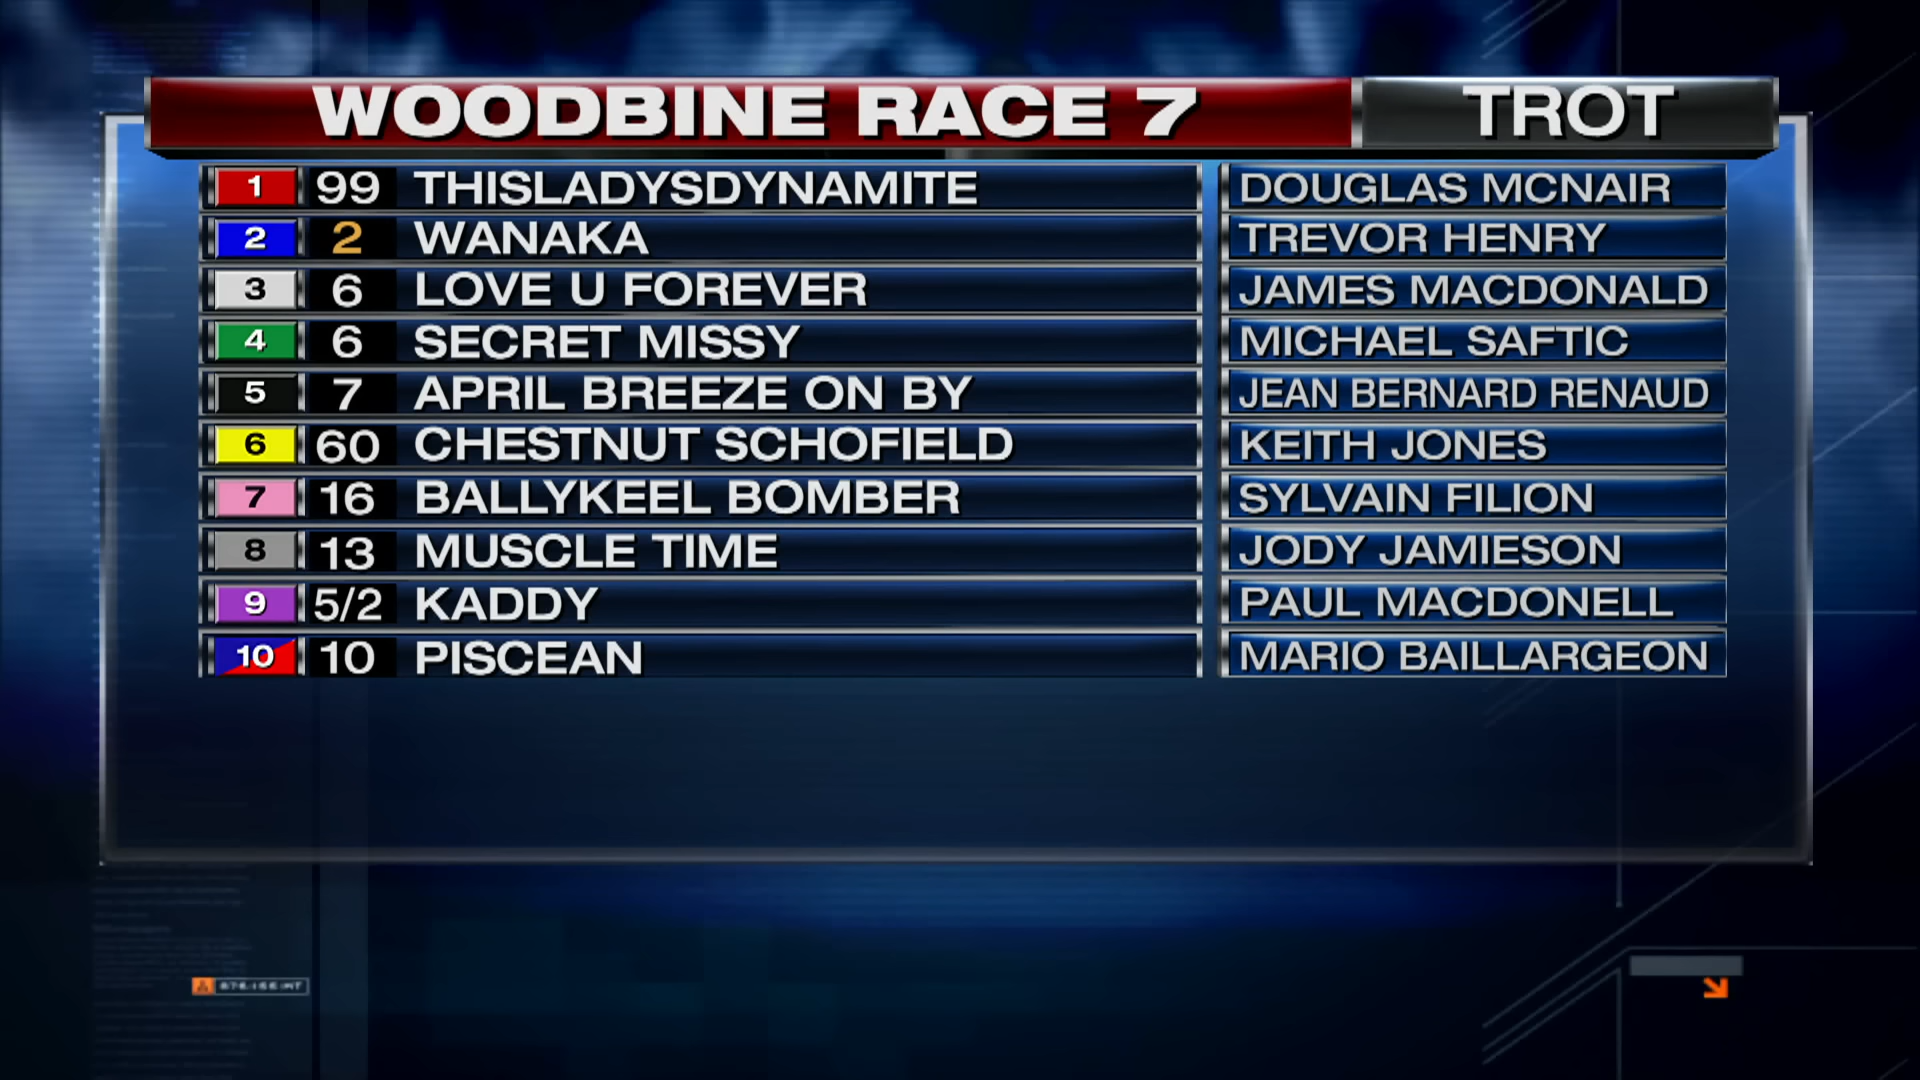 WOODBINE RACE 7 TROT
1 99 THISLADYSDYNAMITE DOUGLAS MCNAIR
2 2 WANAKA TREVOR HENRY
3 6 LOVE U FOREVER JAMES MACDONALD
4 6 SECRET MISSY MICHAEL SAFTIC
5 7 APRIL BREEZE ON BY JEAN BERNARD RENAUD
6 60 CHESTNUT SCHOFIELD KEITH JONES
7 16 BALLYKEEL BOMBER SYLVAIN FILION
8 13 MUSCLE TIME JODY JAMIESON
9 5/2 KADDY PAUL MACDONELL
10 10 PISCEAN MARIO BAILLARGEON